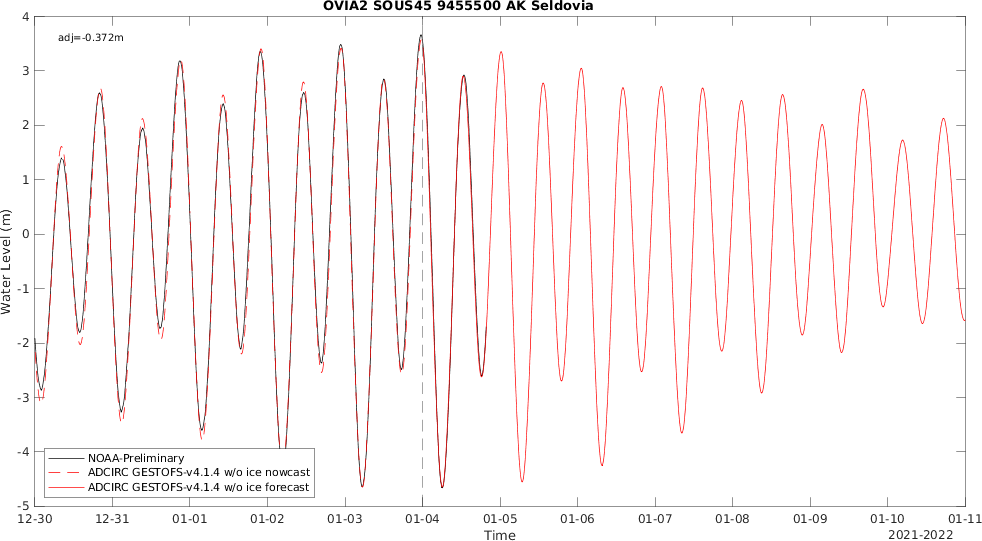 OVIA2 SOUS45 9455500 AK Seldovia
adj=-0.372m
4
3
2
1
0
-1
-2
-3
-4
-5
Water Level (m)
NOAA-Preliminary
ADCIRC GESTOFS-v4.1.4 w/o ice nowcast
ADCIRC GESTOFS-v4.1.4 w/o ice forecast
12-30 12-31 01-01 01-02 01-03 01-04 01-05 01-06 01-07 01-08 01-09 01-10 01-11
Time
2021-2022